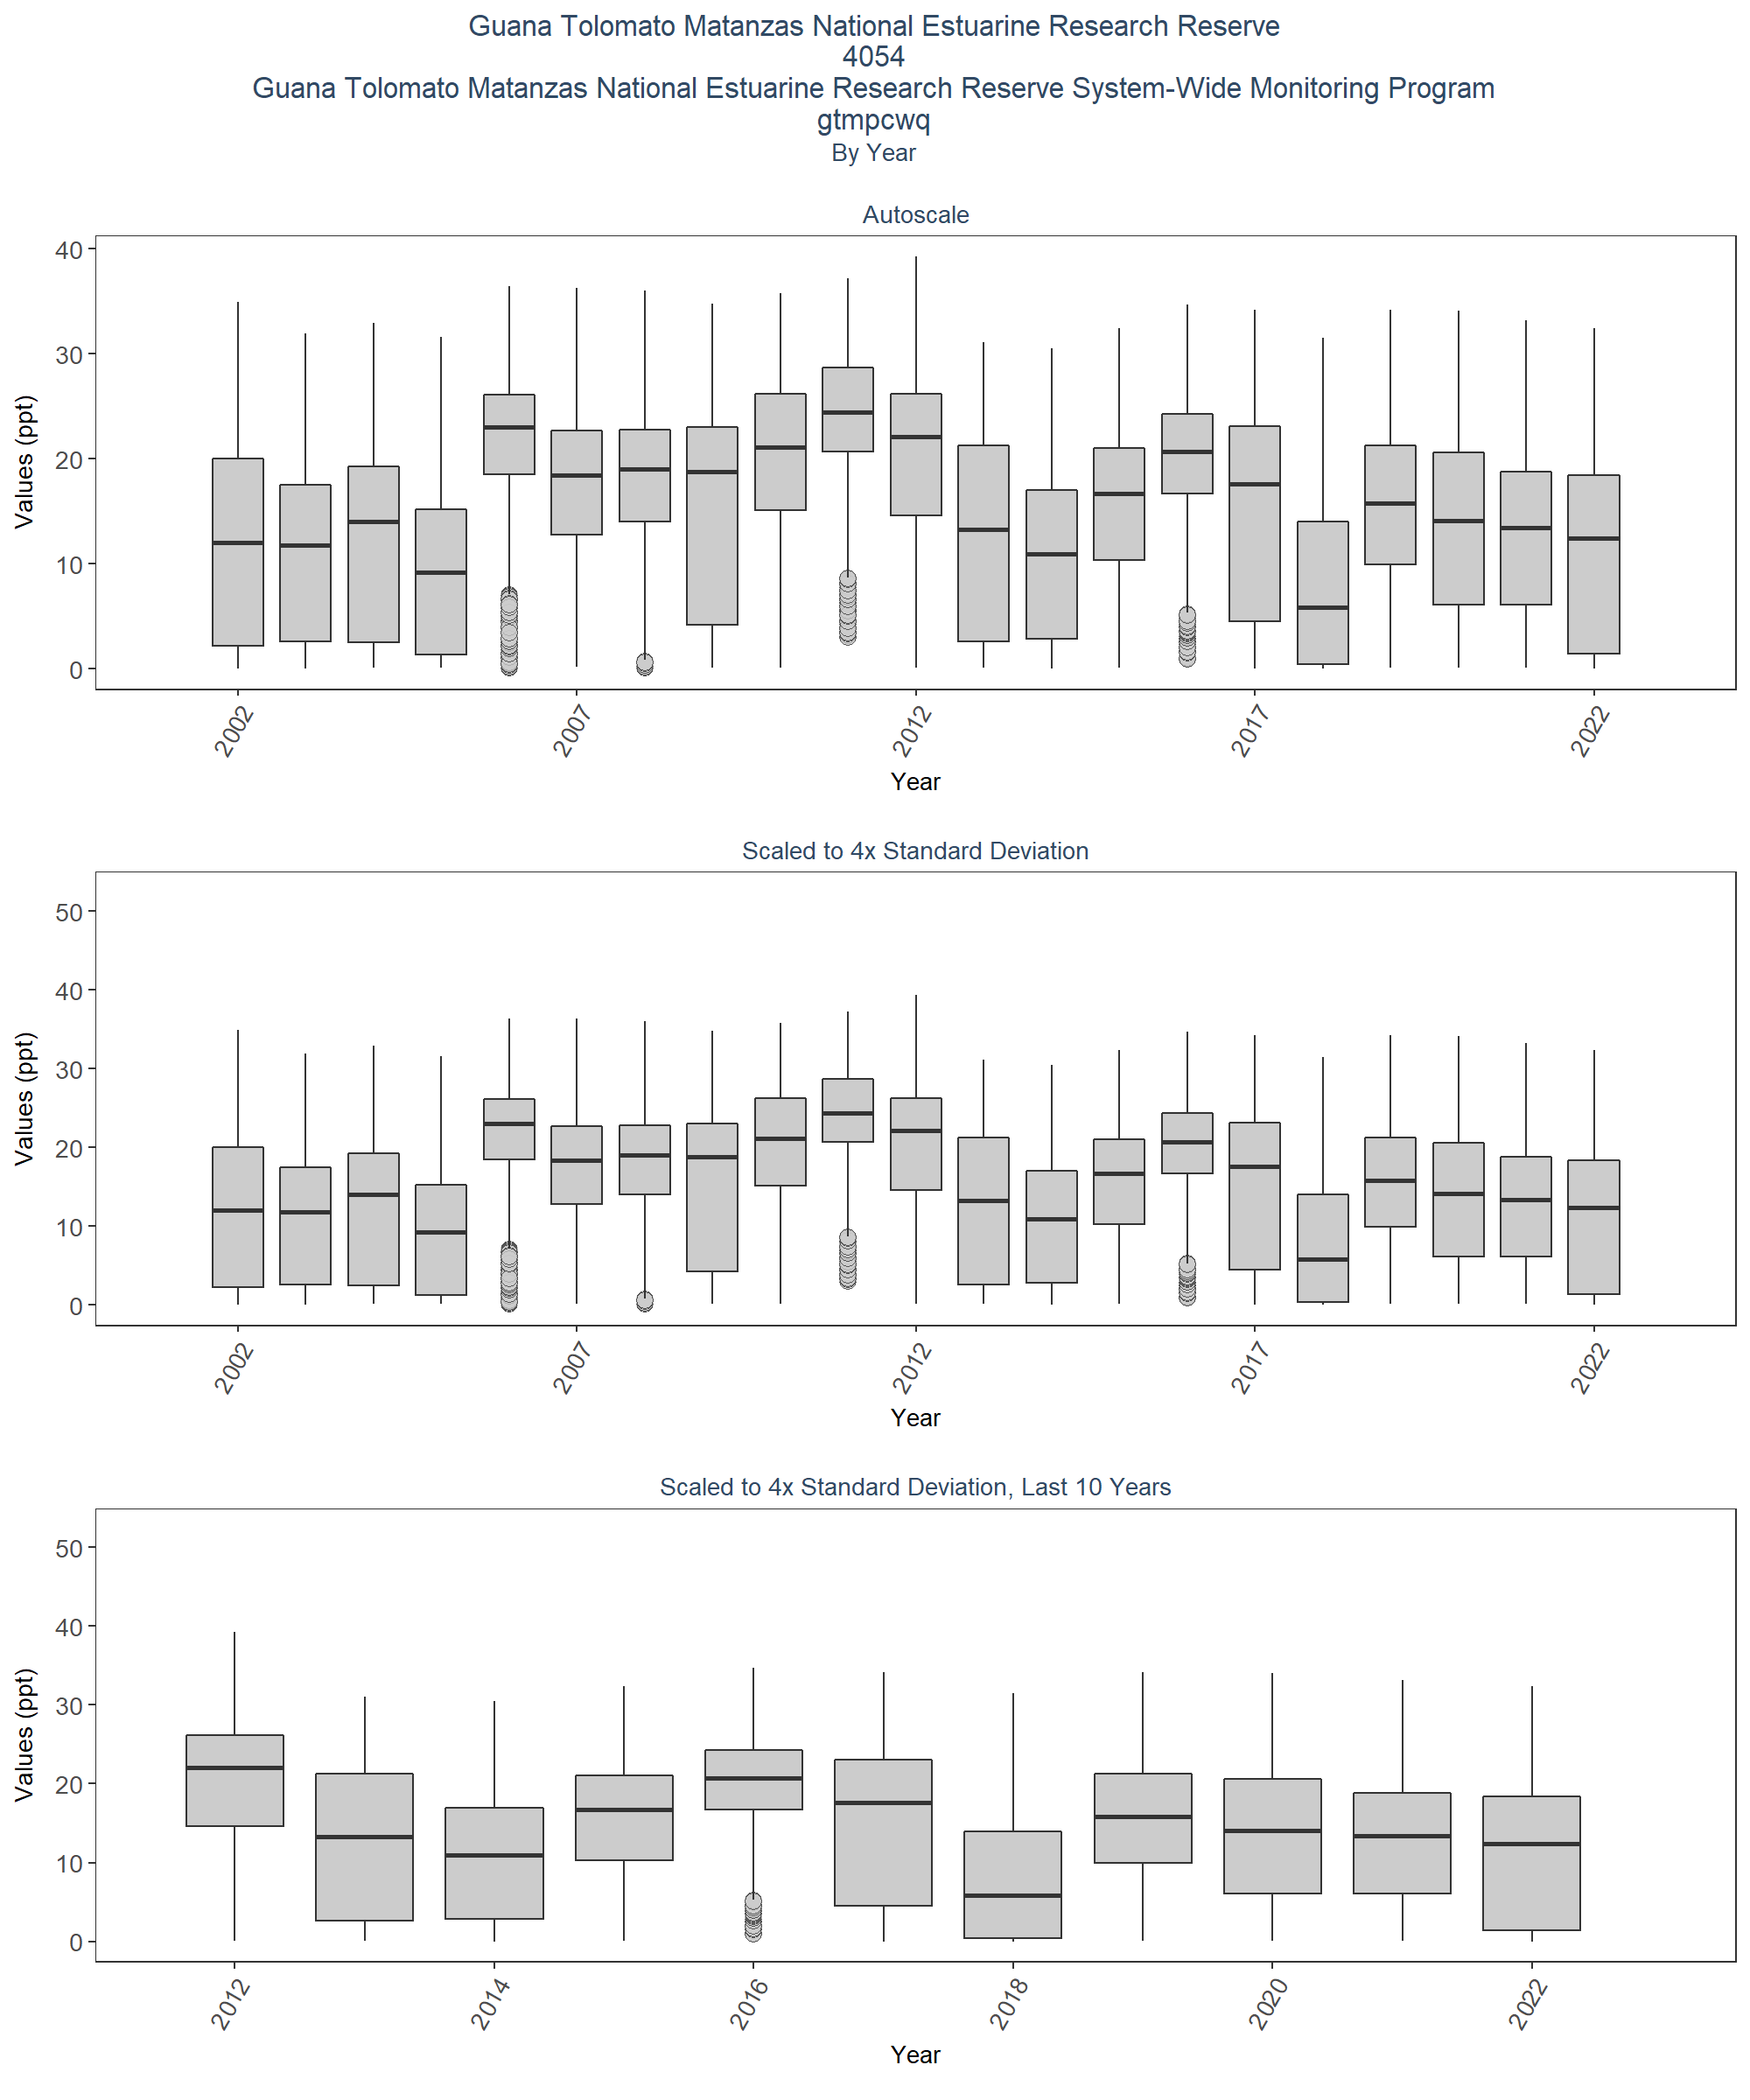 Guana Tolomato Matanzas National Estuarine Research Reserve
4054
Guana Tolomato Matanzas National Estuarine Research Reserve System-Wide Monitoring Program
gtmpcwq
By Year
Autoscale
Values (ppt)
40
30
20
10
0
2002
2007
2012
2017
2022
Year
Scaled to 4x Standard Deviation
Values (ppt)
50
40
30
20
10
0
2002
2007
2012
2017
2022
Year
Scaled to 4x Standard Deviation, Last 10 Years
Values (ppt)
50
40
30
20
10
0
2012
2014
2016
2018
2020
2022
Year